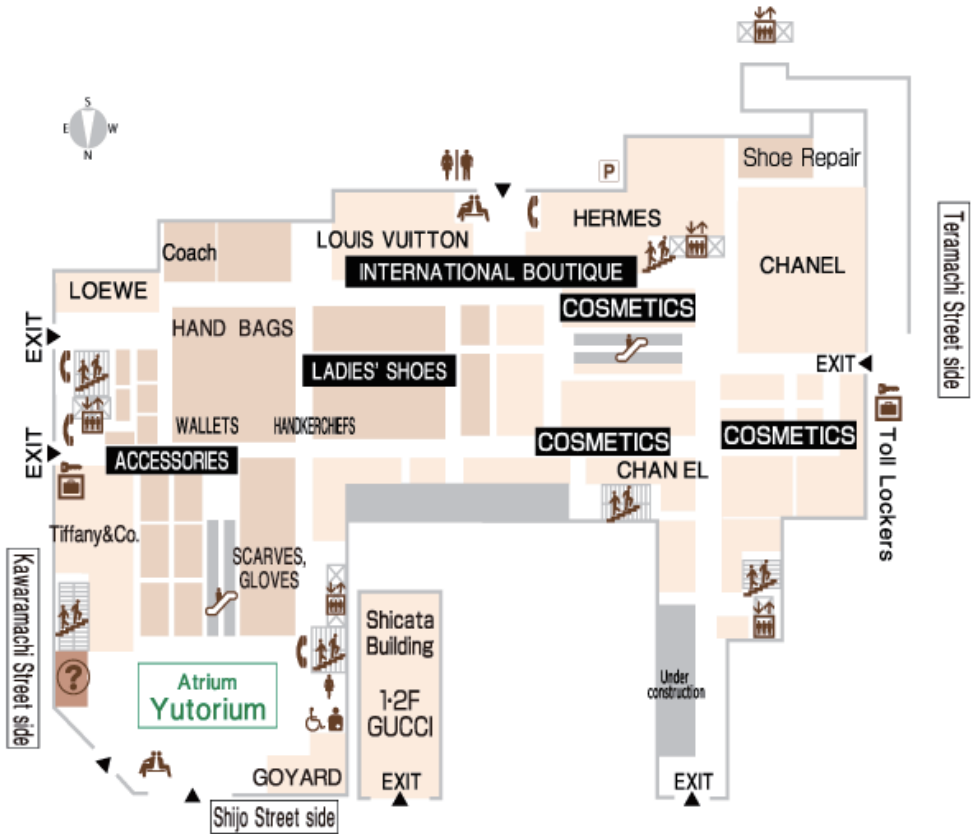 S
E W
N
P
Shoe Repair
HERMES
Coach
LOUIS VUITTON
INTERNATIONAL BOUTIQUE
CHANEL
LOEWE
COSMETICS
EXIT
HAND BAGS
LADIES' SHOES
EXIT
Teramachi Street side
WALLETS
HANDKERCHIEFS
EXIT
ACCESSORIES
COSMETICS
COSMETICS
CHANEL
Toll Lockers
Tiffany&Co.
SCARVES,
GLOVES
Kawaramachi Street side
?
Atrium
Yutorium
Shicata
Building
1·2F
GUCCI
Under
construction
GOYARD
EXIT
EXIT
Shijo Street side